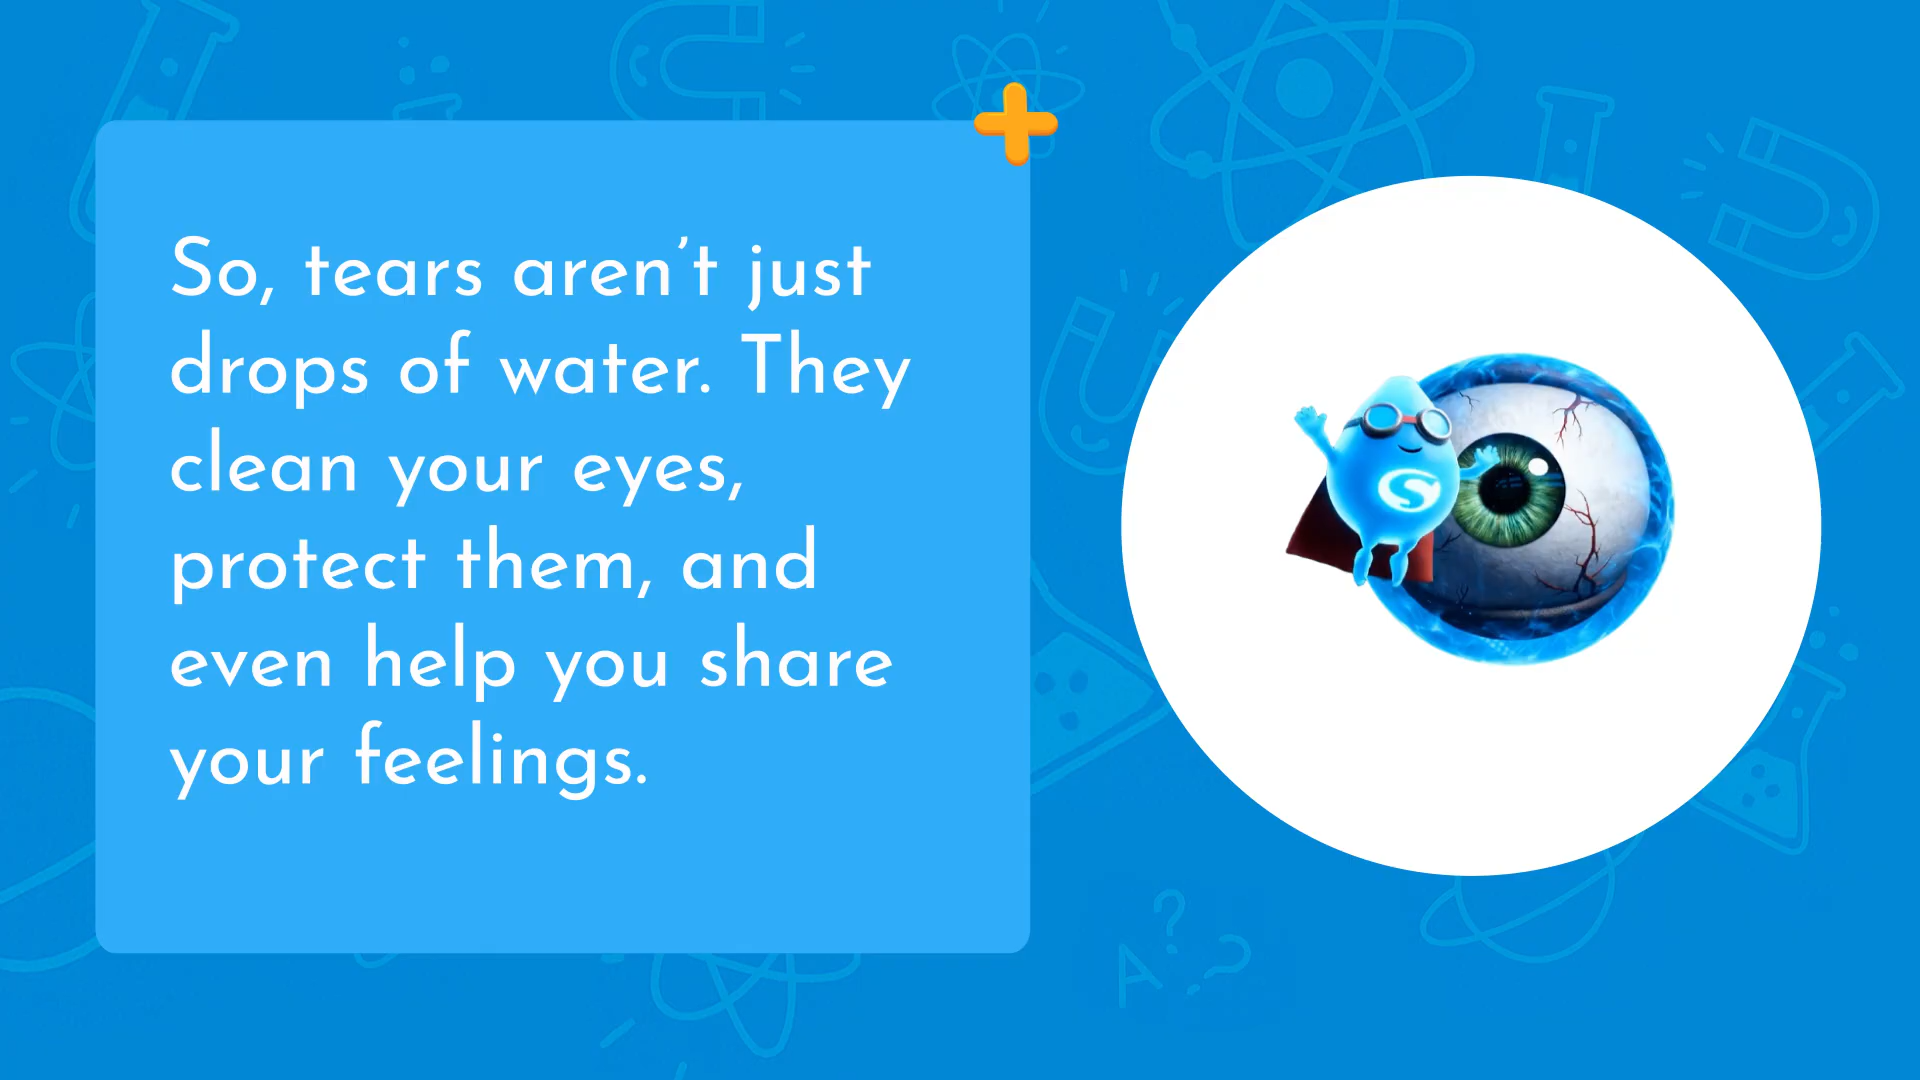 So, tears aren’t just
drops of water. They
clean your eyes,
protect them, and
even help you share
your feelings.
S
A ? ?